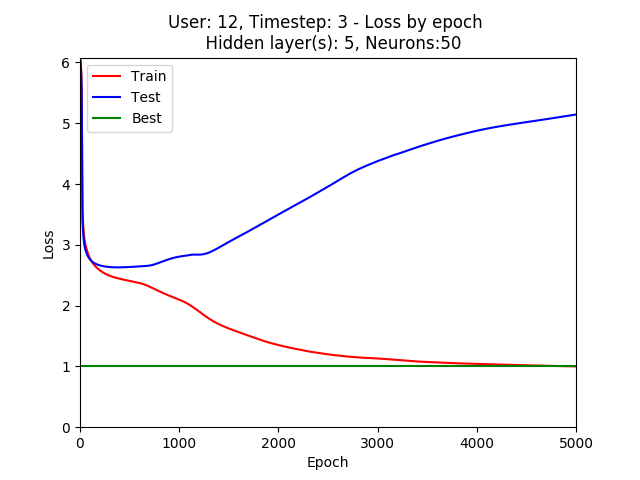 User: 12, Timestep: 3 - Loss by epoch
Hidden layer(s): 5, Neurons:50
6
5
4
3
2
1
0
Loss
Train
Test
Best
0 1000 2000 3000 4000 5000
Epoch